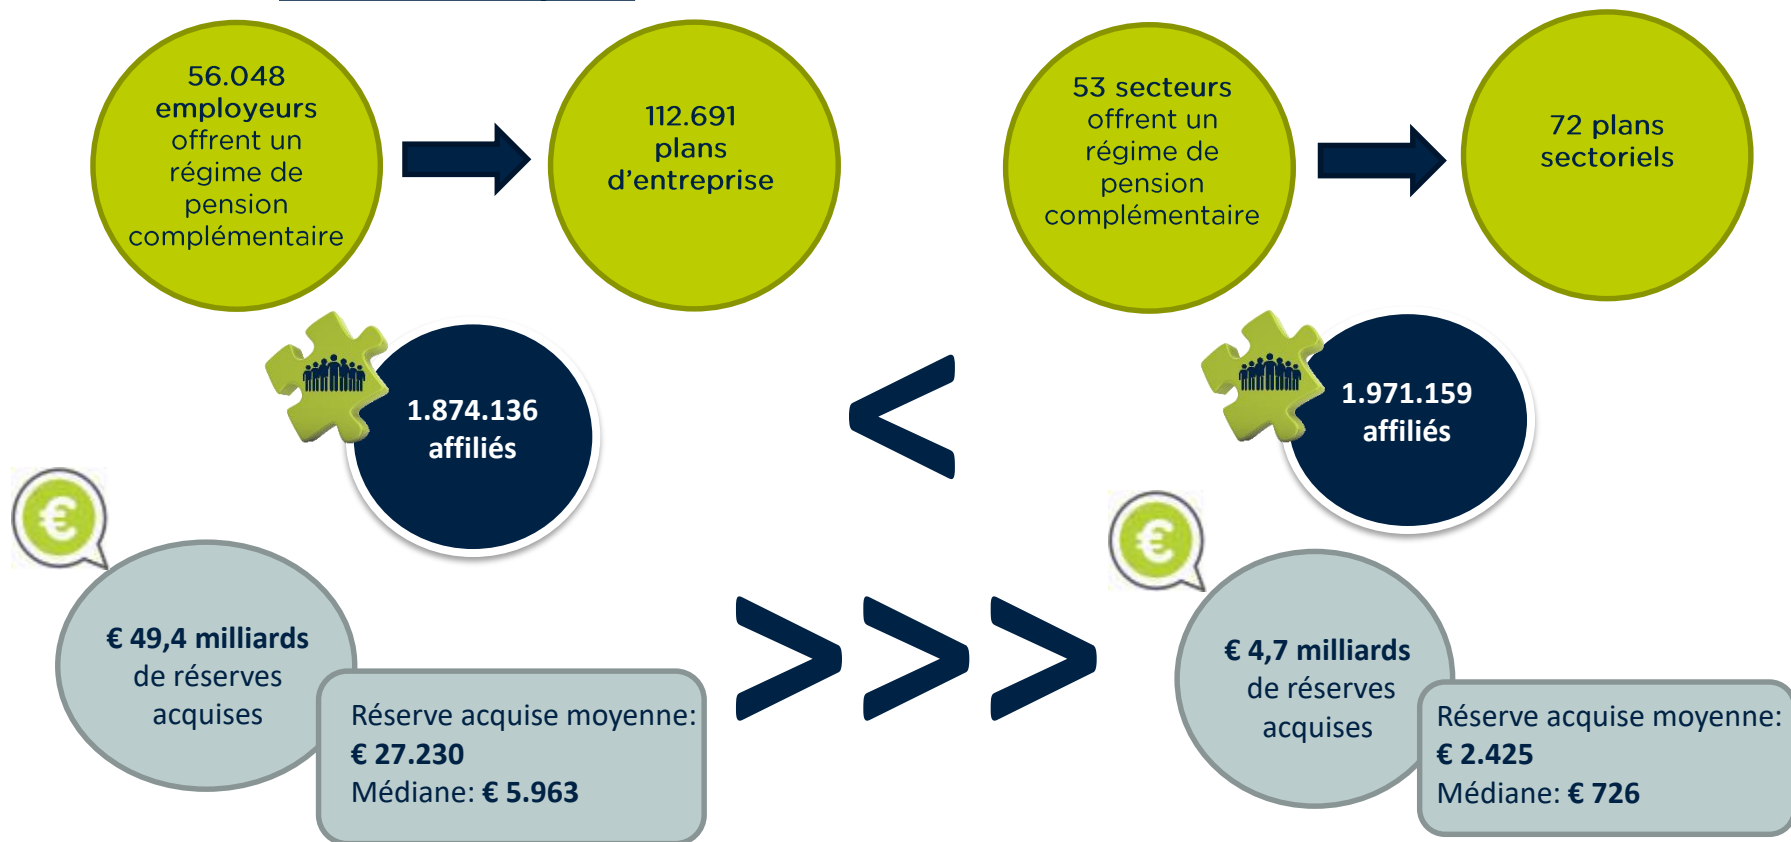 56.048
employeurs
offrent un
régime de
pension
complémentaire
112.691
plans
d'entreprise
53 secteurs
offrent un
régime de
pension
complémentaire
72 plans
sectoriels
1.874.136
affiliés
<
1.971.159
affiliés
€
€ 49,4 milliards
de réserves
acquises
Réserve acquise moyenne:
€ 27.230
Médiane: € 5.963
>>>
€
€ 4,7 milliards
de réserves
acquises
Réserve acquise moyenne:
€ 2.425
Médiane: € 726